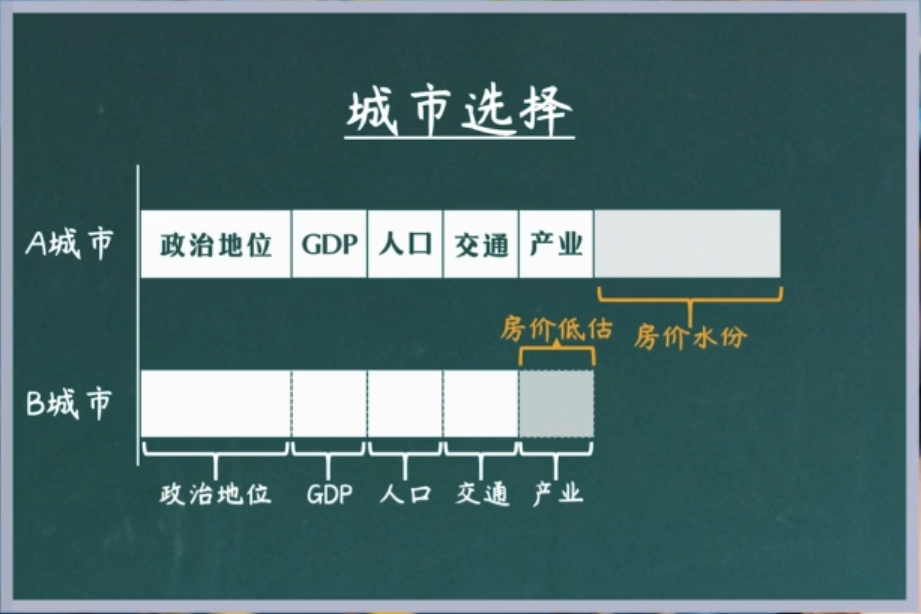 城市选择
A城市
政治地位 GDP 人口 交通 产业
房价低估
房价水份
B城市
政治地位 GDP 人口 交通 产业